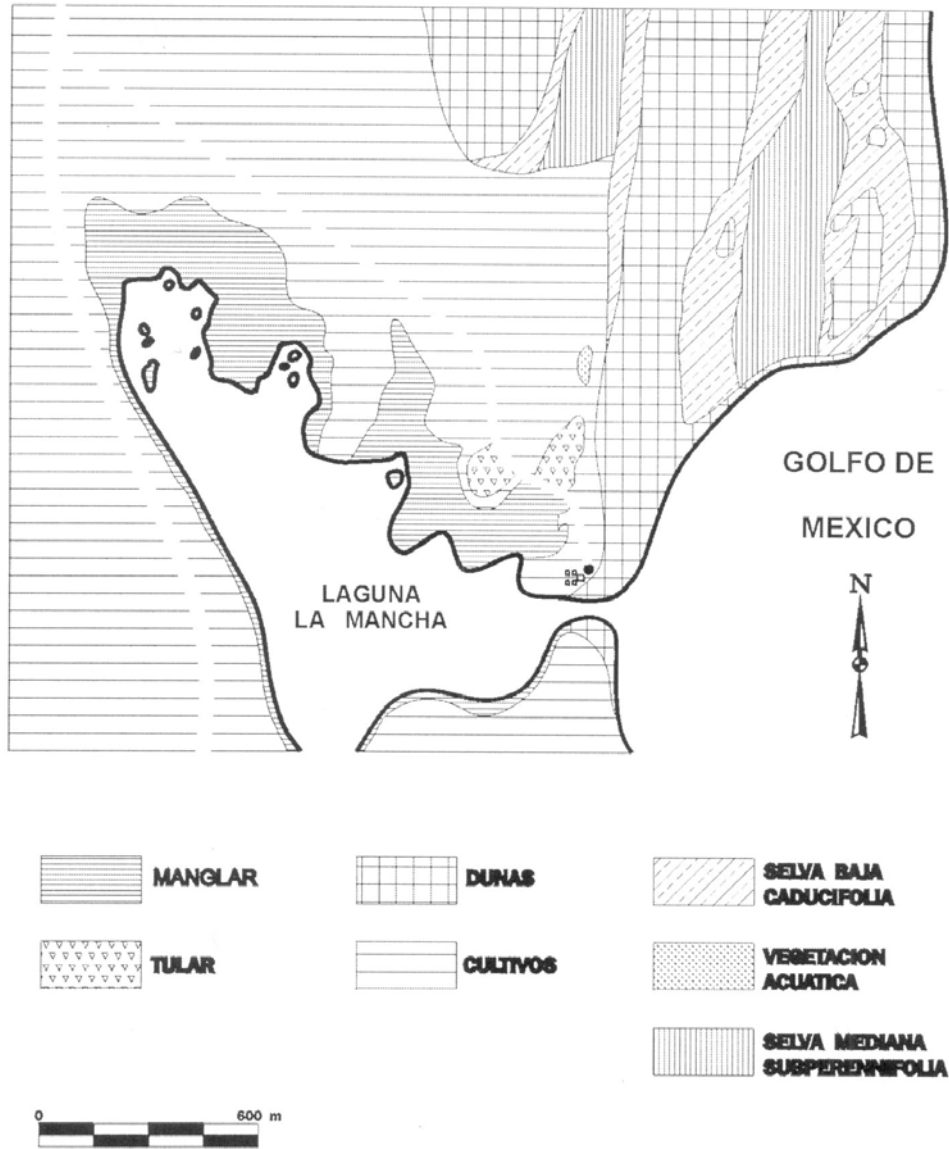 GOLFO DE
MEXICO
N
LAGUNA
LA MANCHA
MANGLAR
DUNAS
SELVA BAJA
CADUCIFOLIA
TULAR
CULTIVOS
VEGETACION
ACUATICA
SELVA MEDIANA
SUBPERENNIFOLIA
0 600 m